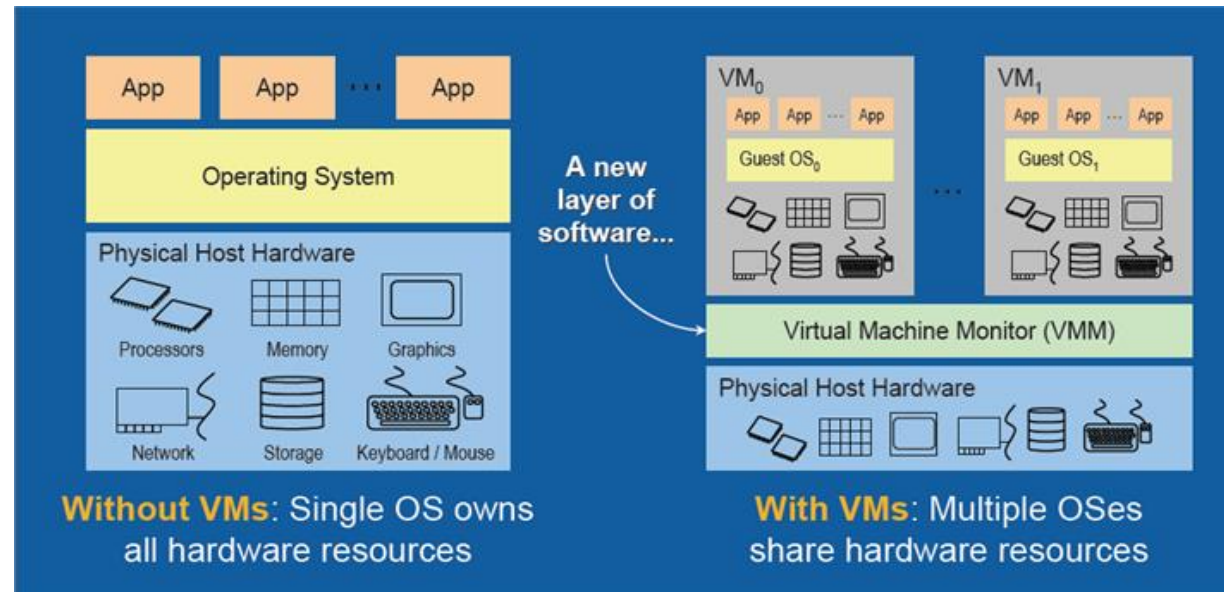 App App ... App
Operating System
Physical Host Hardware
Processors Memory Graphics
Network Storage Keyboard / Mouse
Without VMs: Single OS owns
all hardware resources
A new
layer of
software...
VM0
App App ... App
Guest OS0
...
VM1
App App ... App
Guest OS1
Virtual Machine Monitor (VMM)
Physical Host Hardware
With VMs: Multiple OSes
share hardware resources